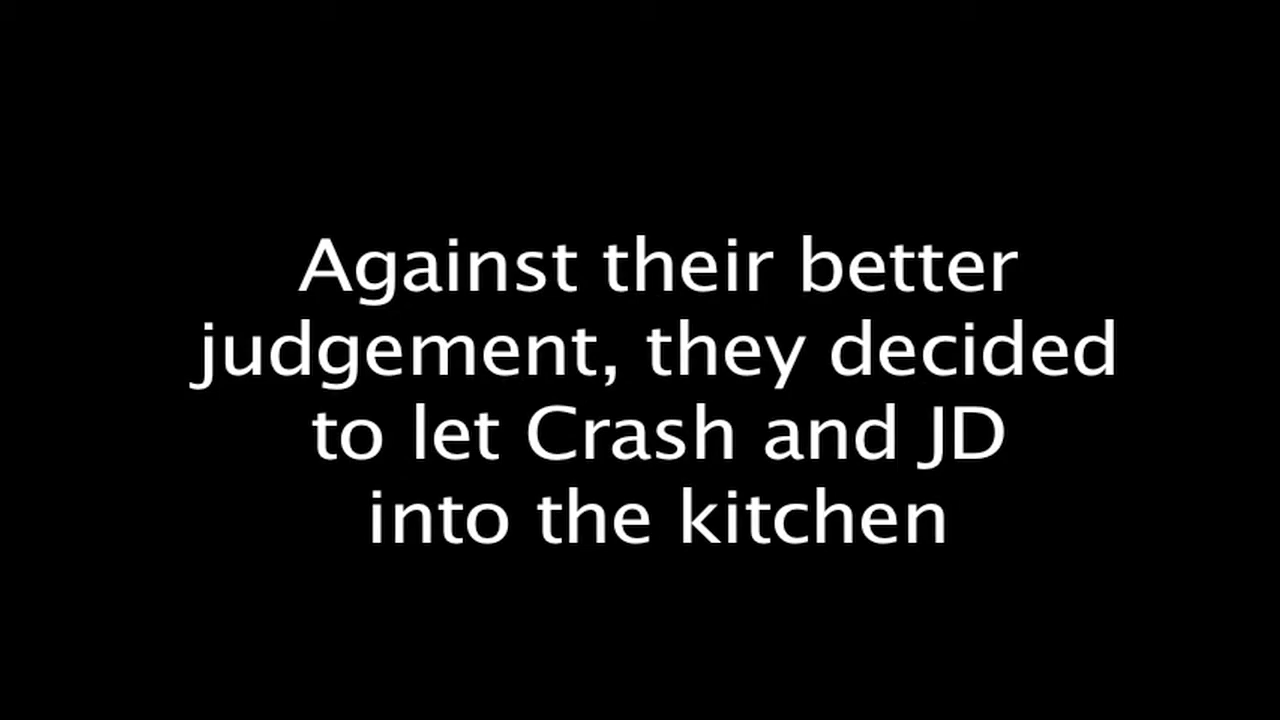 Against their better
judgement, they decided
to let Crash and JD
into the kitchen